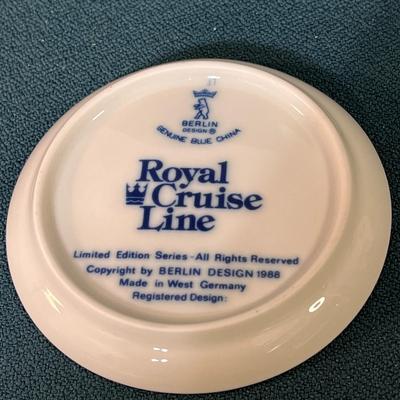 BERLIN
DESIGN ®
GENUINE BLUE CHINA
Royal
Cruise
Line
Limited Edition Series - All Rights Reserved
Copyright by BERLIN DESIGN 1988
Made in West Germany
Registered Design: